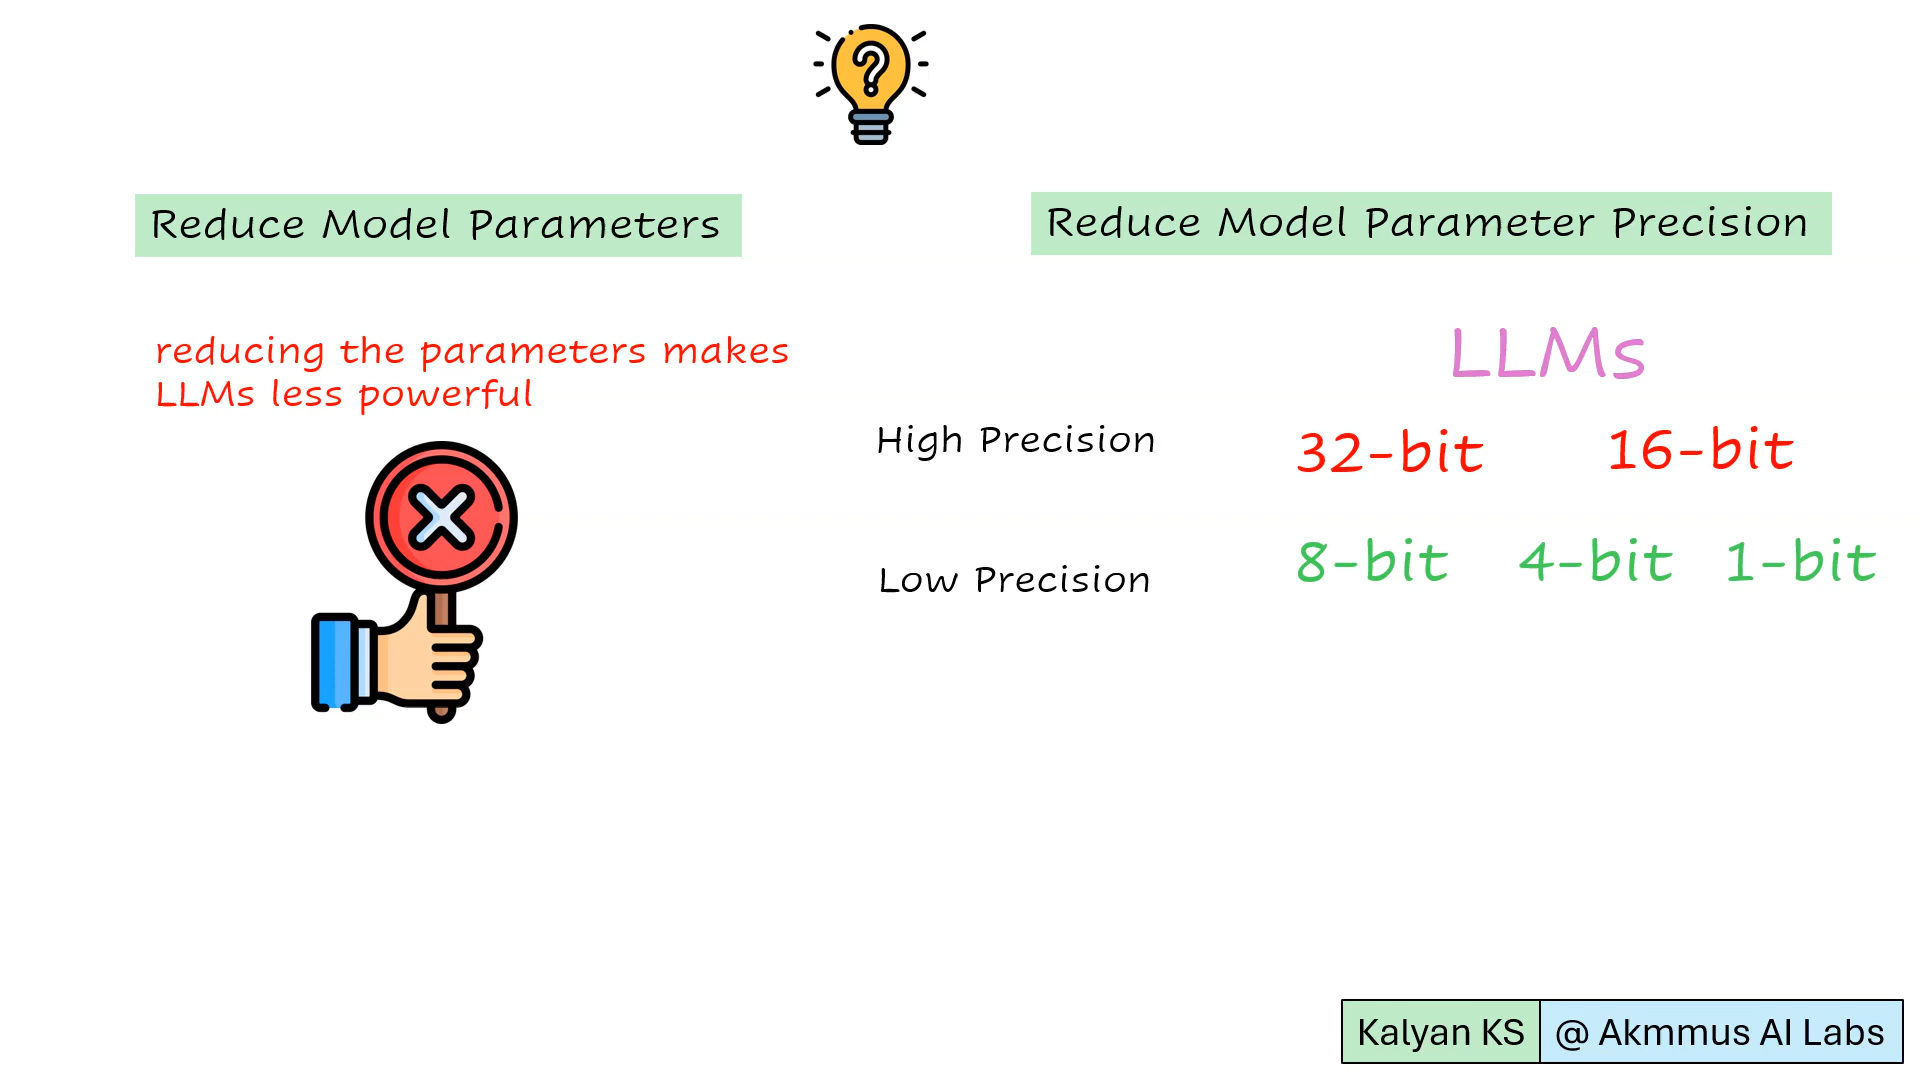 Reduce Model Parameters
reducing the parameters makes
LLMs less powerful
Reduce Model Parameter Precision
LLMs
High Precision 32-bit 16-bit
Low Precision 8-bit 4-bit 1-bit
Kalyan KS @ Akmmus AI Labs